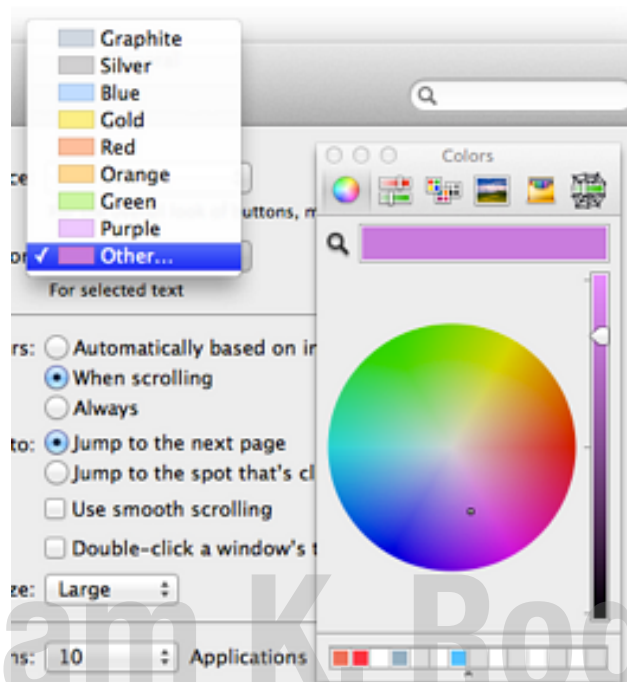 Graphite
Silver
Blue
Gold
Red
Orange
Green
Purple
✓ Other...
For selected text
Colors
Automatically based on
When scrolling
Always
Jump to the next page
Jump to the spot that's
Use smooth scrolling
Double-click a window's
Large
10 Applications
am K.